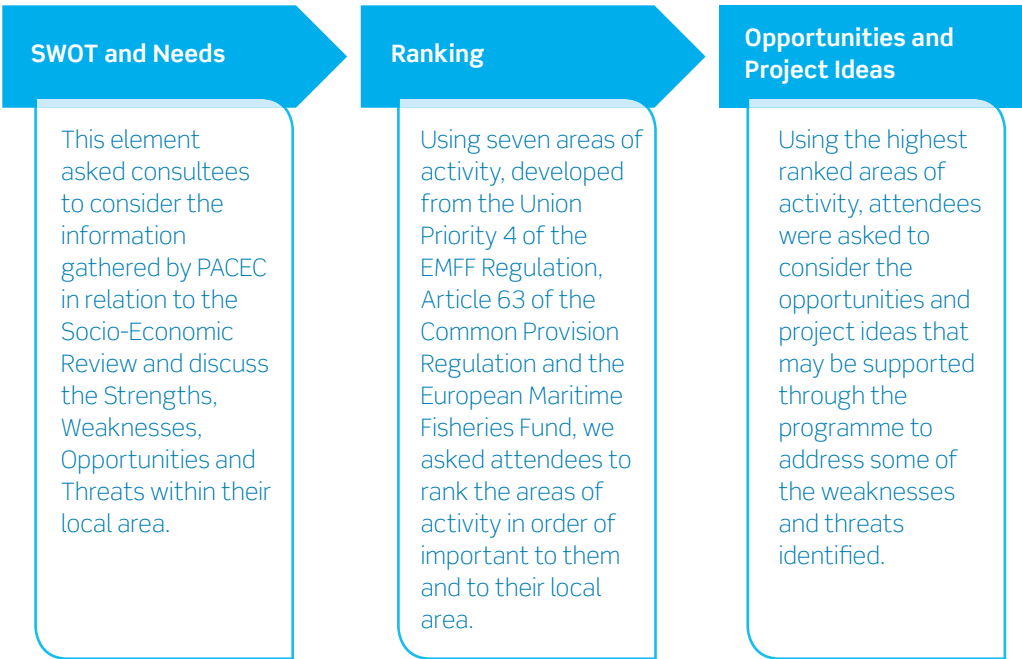 SWOT and Needs
This element
asked consultees
to consider the
information
gathered by PACEC
in relation to the
Socio-Economic
Review and discuss
the Strengths,
Weaknesses,
Opportunities and
Threats within their
local area.
Ranking
Using seven areas of
activity, developed
from the Union
Priority 4 of the
EMFF Regulation,
Article 63 of the
Common Provision
Regulation and the
European Maritime
Fisheries Fund, we
asked attendees to
rank the areas of
activity in order of
important to them
and to their local
area.
Opportunities and
Project Ideas
Using the highest
ranked areas of
activity, attendees
were asked to
consider the
opportunities and
project ideas that
may be supported
through the
programme to
address some of
the weaknesses
and threats
identified.